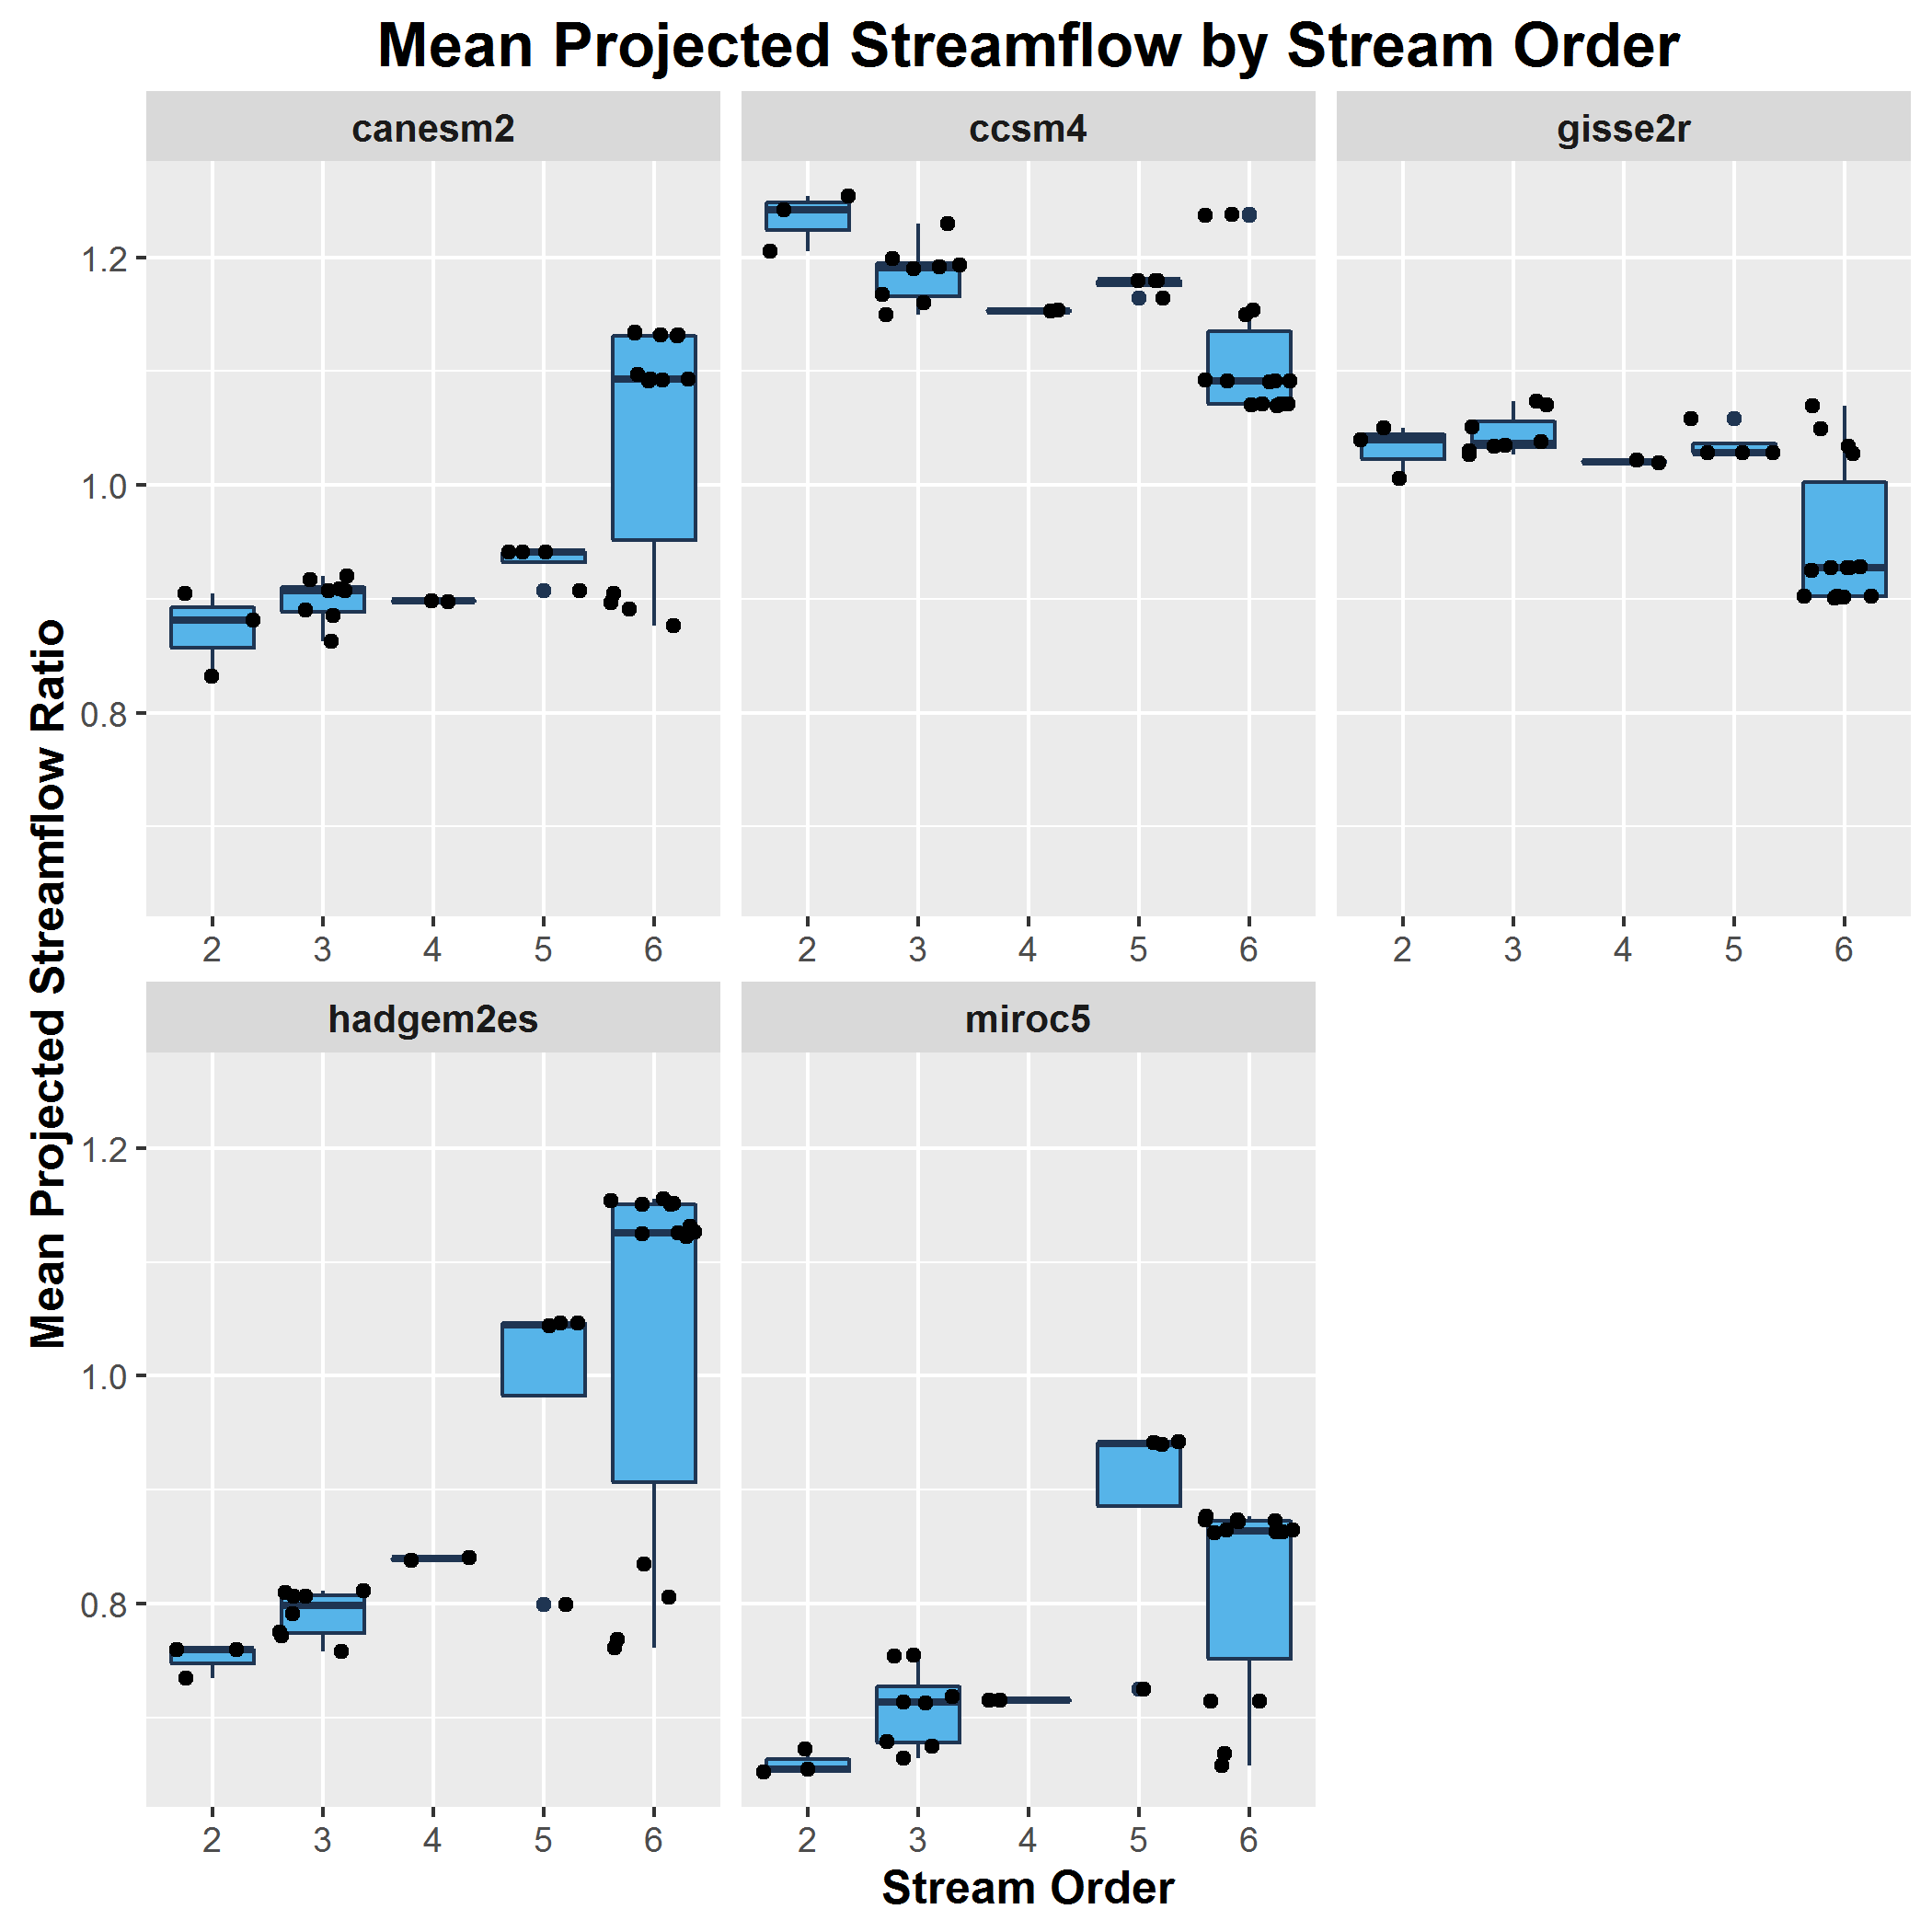 Mean Projected Streamflow by Stream Order
canesm2
ccsm4
gisse2r
Mean Projected Streamflow Ratio
1.2
1.0
0.8
2 3 4 5 6
2 3 4 5 6
2 3 4 5 6
hadgem2es
miroc5
1.2
1.0
0.8
2 3 4 5 6
2 3 4 5 6
Stream Order